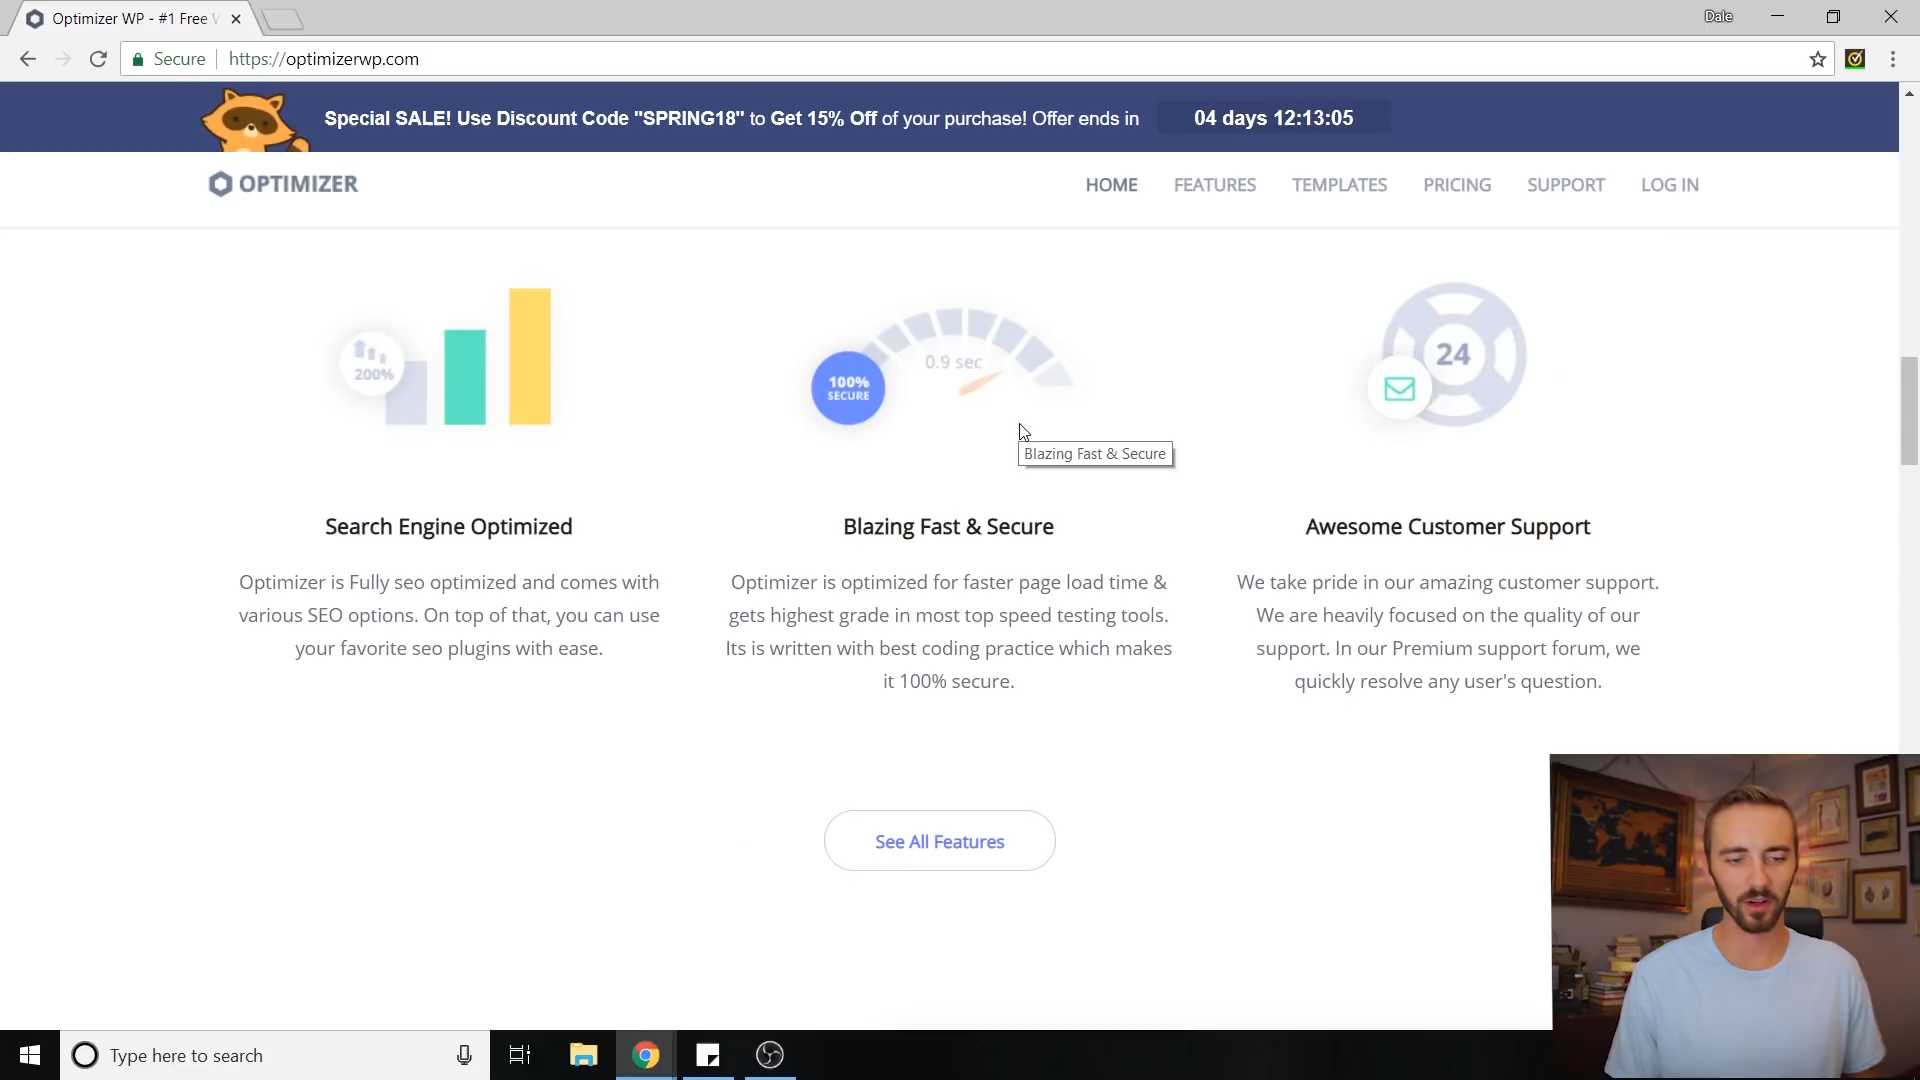 Optimizer WP - #1 Free W
Dale
Secure
https://optimizerwp.com
Special SALE! Use Discount Code "SPRING18" to Get 15% Off of your purchase! Offer ends in
04 days 12:13:05
OPTIMIZER
HOME
FEATURES
TEMPLATES
PRICING
SUPPORT
LOG IN
200%
0.9 sec
100%
SECURE
24
Blazing Fast & Secure
Search Engine Optimized
Optimizer is Fully seo optimized and comes with
various SEO options. On top of that, you can use
your favorite seo plugins with ease.
Blazing Fast & Secure
Optimizer is optimized for faster page load time &
gets highest grade in most top speed testing tools.
Its is written with best coding practice which makes
it 100% secure.
Awesome Customer Support
We take pride in our amazing customer support.
We are heavily focused on the quality of our
support. In our Premium support forum, we
quickly resolve any user's question.
See All Features
Type here to search